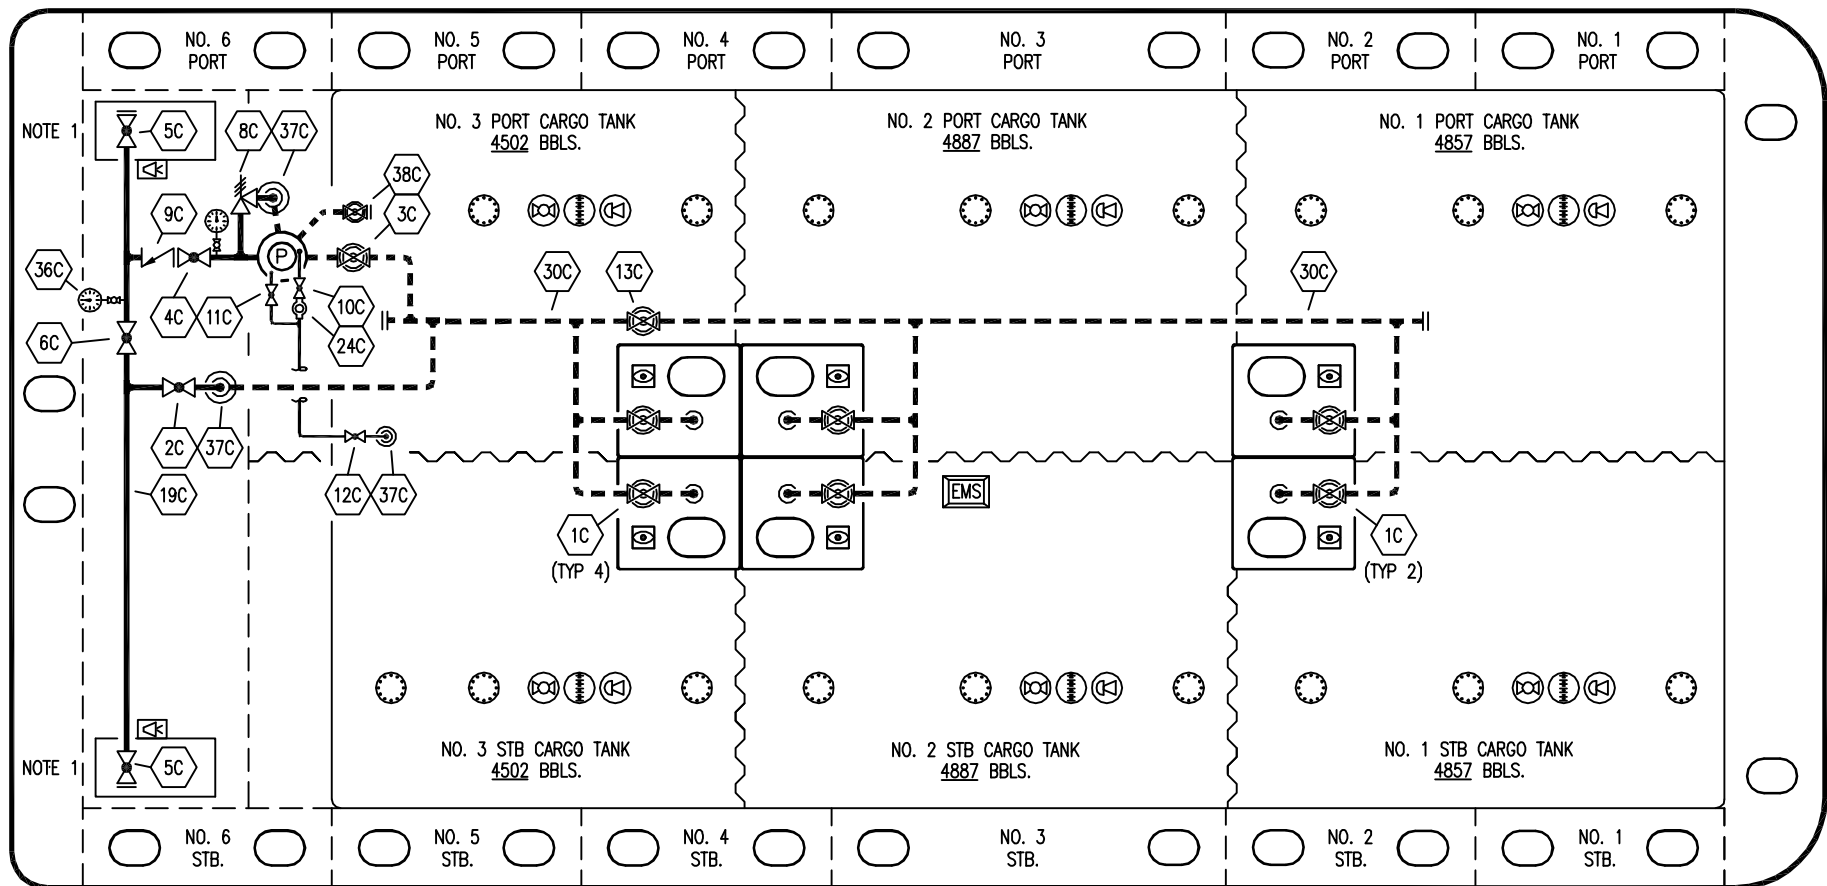 NO. 6
PORT
NO. 5
PORT
NO. 4
PORT
NO. 3
PORT
NO. 2
PORT
NO. 1
PORT
NOTE 1
5C
8C
37C
NO. 3 PORT CARGO TANK
4502 BBLS.
NO. 2 PORT CARGO TANK
4887 BBLS.
NO. 1 PORT CARGO TANK
4857 BBLS.
38C
9C
3C
P
36C
30C
13C
30C
4C
11C
10C
6C
24C
2C
37C
19C
12C
37C
EMS
1C
(TYP 4)
1C
(TYP 2)
NO. 3 STB CARGO TANK
4502 BBLS.
NO. 2 STB CARGO TANK
4887 BBLS.
NO. 1 STB CARGO TANK
4857 BBLS.
NOTE 1
5C
NO. 6
STB.
NO. 5
STB.
NO. 4
STB.
NO. 3
STB.
NO. 2
STB.
NO. 1
STB.